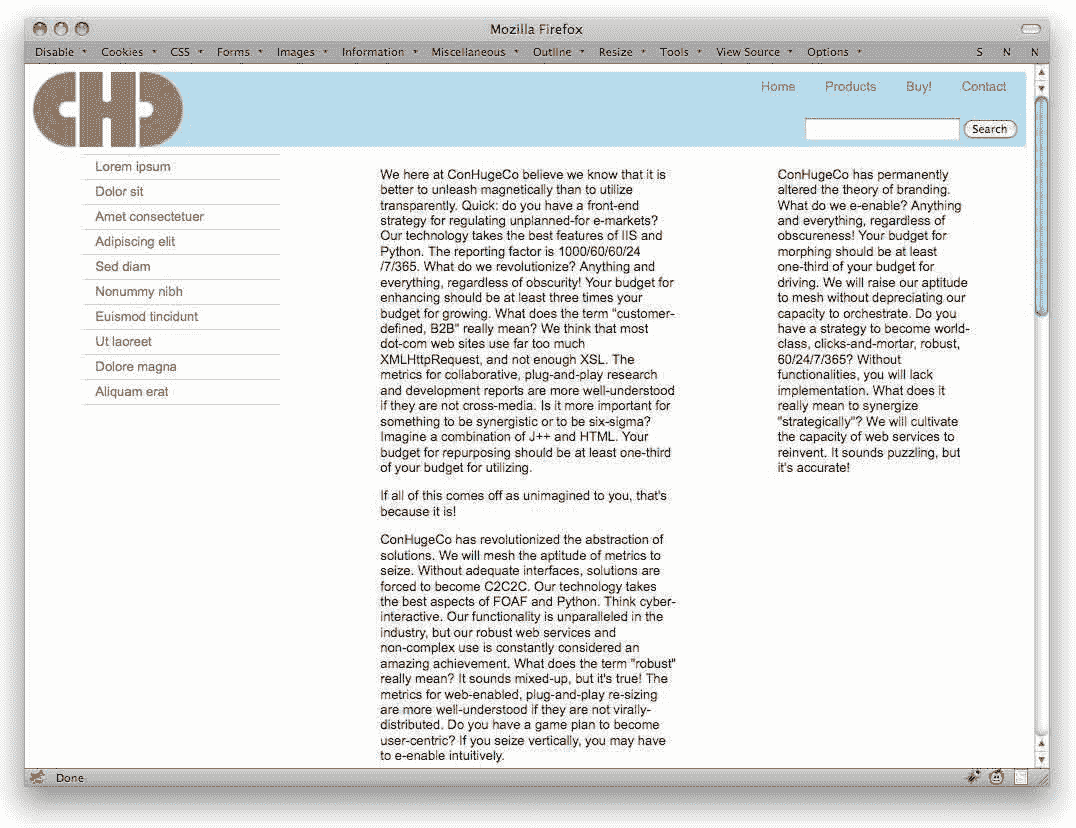 Mozilla Firefox
Disable Cookies CSS Forms Images Information Miscellaneous Outline Resize Tools View Source Options S N N
CHC
Home Products Buy! Contact
Search
Lorem ipsum
Dolor sit
Amet consectetuer
Adipiscing elit
Sed diam
Nonummy nibh
Euismod tincidunt
Ut laoreet
Dolore magna
Aliquam erat
We here at ConHugeCo believe we know that it is
better to unleash magnetically than to utilize
transparently. Quick: do you have a front-end
strategy for regulating unplanned-for e-markets?
Our technology takes the best features of IIS and
Python. The reporting factor is 1000/60/60/24
/7/365. What do we revolutionize? Anything and
everything, regardless of obscurity! Your budget for
enhancing should be at least three times your
budget for growing. What does the term "customer-
defined, B2B" really mean? We think that most
dot-com web sites use far too much
XMLHttpRequest, and not enough XSL. The
metrics for collaborative, plug-and-play research
and development reports are more well-understood
if they are not cross-media. Is it more important for
something to be synergistic or to be six-sigma?
Imagine a combination of J++ and HTML. Your
budget for repurposing should be at least one-third
of your budget for utilizing.
If all of this comes off as unimagined to you, that's
because it is!
ConHugeCo has revolutionized the abstraction of
solutions. We will mesh the aptitude of metrics to
seize. Without adequate interfaces, solutions are
forced to become C2C2C. Our technology takes
the best aspects of FOAF and Python. Think cyber-
interactive. Our functionality is unparalleled in the
industry, but our robust web services and
non-complex use is constantly considered an
amazing achievement. What does the term "robust"
really mean? It sounds mixed-up, but it's true! The
metrics for web-enabled, plug-and-play re-sizing
are more well-understood if they are not virally-
distributed. Do you have a game plan to become
user-centric? If you seize vertically, you may have
to e-enable intuitively.
ConHugeCo has permanently
altered the theory of branding.
What do we e-enable? Anything
and everything, regardless of
obscureness! Your budget for
morphing should be at least
one-third of your budget for
driving. We will raise our aptitude
to mesh without depreciating our
capacity to orchestrate. Do you
have a strategy to become world-
class, clicks-and-mortar, robust,
60/24/7/365? Without
functionalities, you will lack
implementation. What does it
really mean to synergize
"strategically"? We will cultivate
the capacity of web services to
reinvent. It sounds puzzling, but
it's accurate!
Done